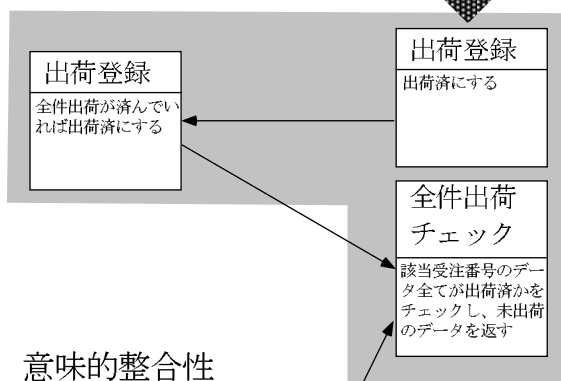 出荷登録
全件出荷が済んでい
れば出荷済にする
出荷登録
出荷済にする
全件出荷
チェック
該当受注番号のデー
タ全てが出荷済かを
チェックし、未出荷
のデータを返す
意味的整合性